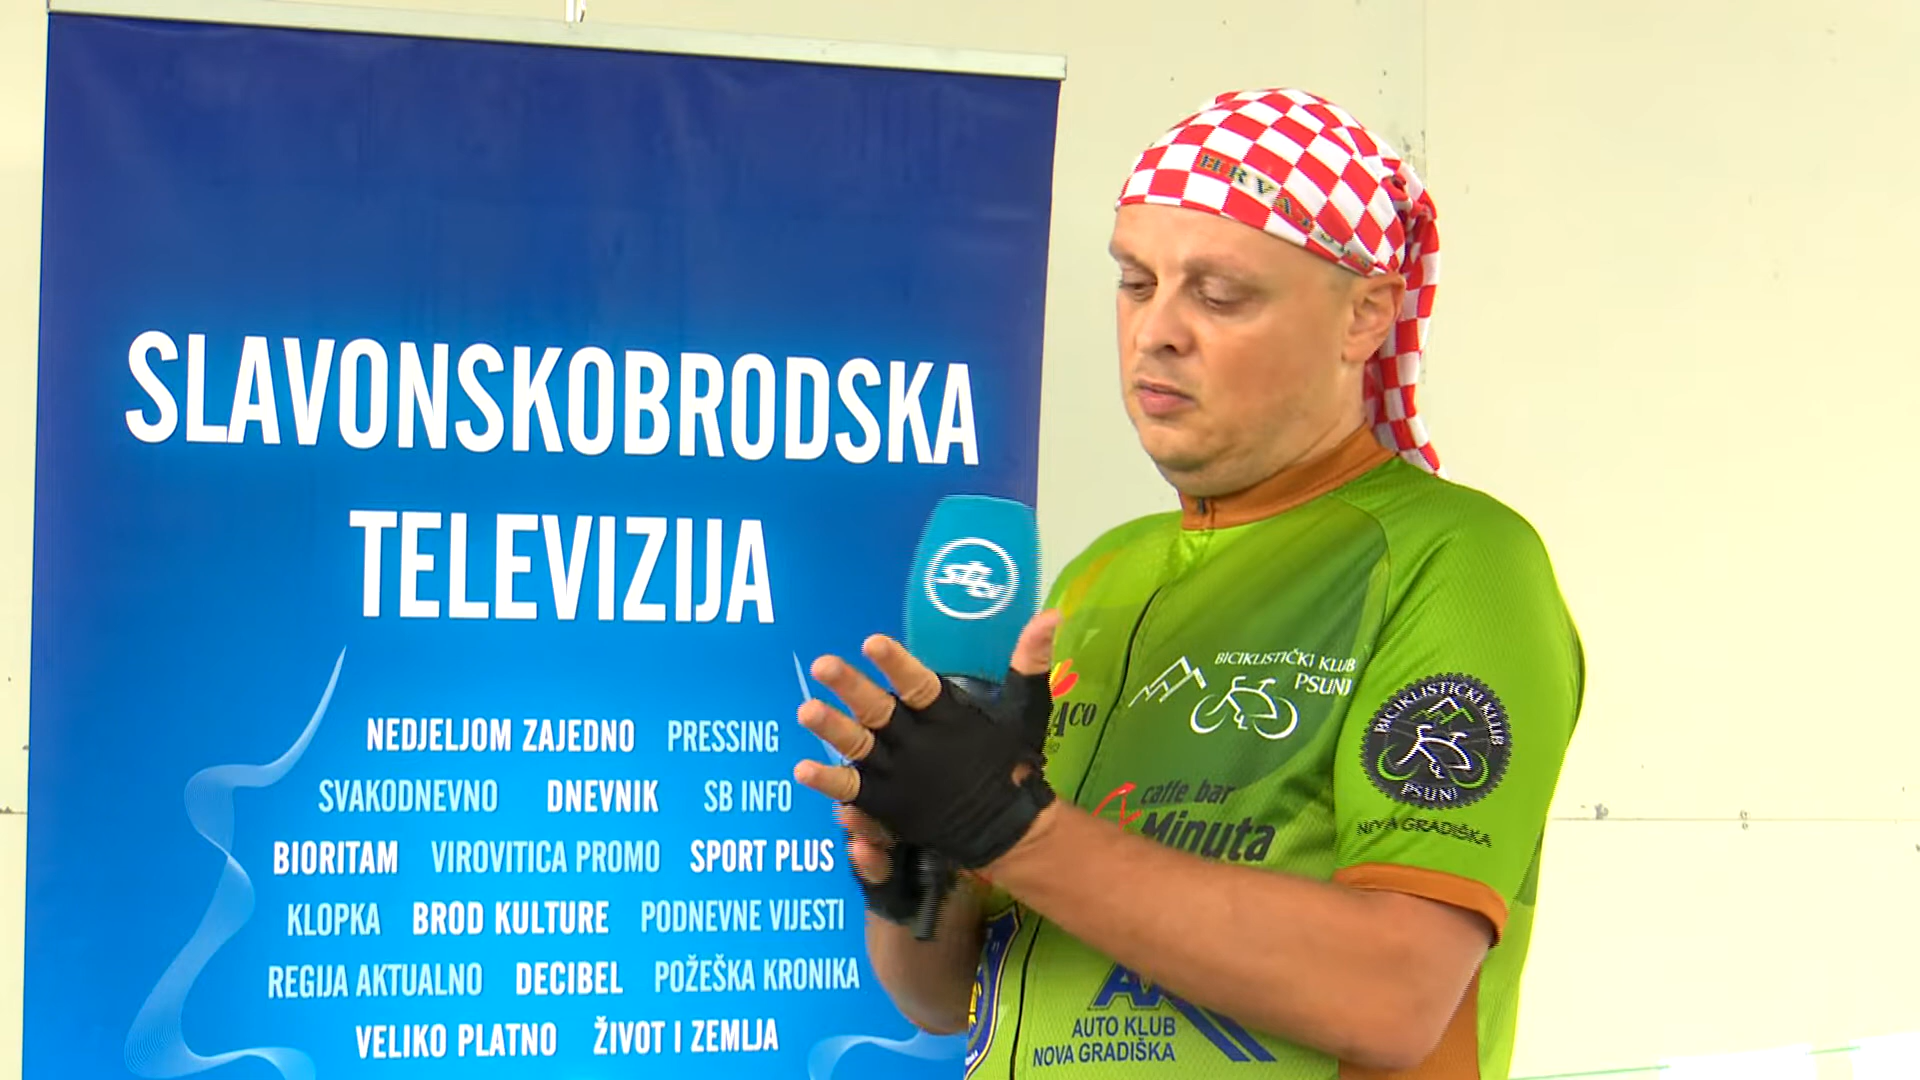 SLAVONSKOBRODSKA
TELEVIZIJA
NEDJELJOM ZAJEDNO PRESSING
SVAKODNEVNO DNEVNIK SB INFO
BIORITAM VIROVITICA PROMO SPORT PLUS
KLOPKA BROD KULTURE PODNEVNE VIJESTI
REGIJA AKTUALNO DECIBEL POŽEŠKA KRONIKA
VELIKO PLATNO ŽIVOT I ZEMLJA
BICIKLISTIČKI KLUB
PSUNJ
caffe bar
Minuta
BICIKLISTIČKI KLUB
PSUNJ
NOVA GRADIŠKA
AUTO KLUB
NOVA GRADIŠKA